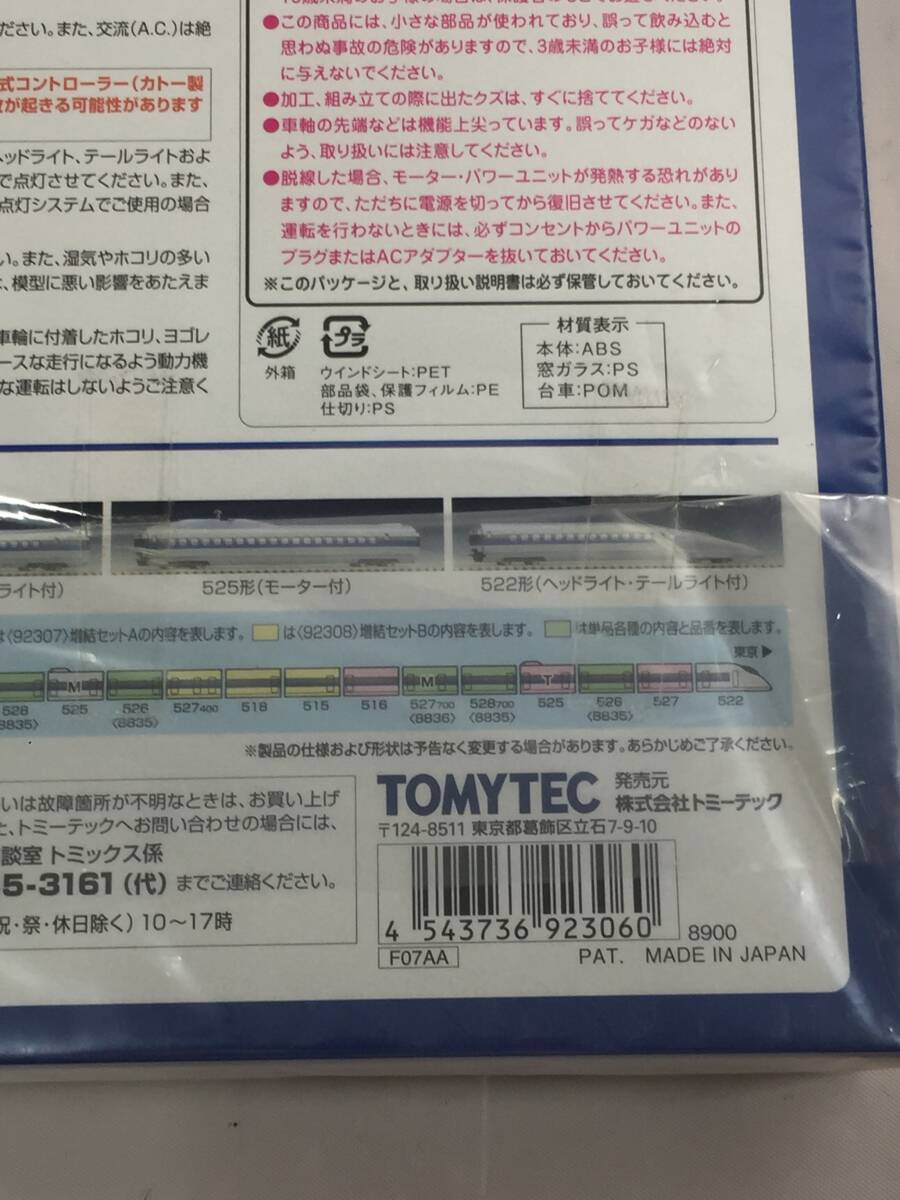 ださい。また、交流(A.C.)は絶
式コントローラー(カトー製
が起きる可能性があります
ヘッドライト、テールライトおよ
で点灯させてください。また、
点灯システムでご使用の場合
い。また、湿気やホコリの多い
、模型に悪い影響をあたえま
車輪に付着したホコリ、ヨゴレ
ースな走行になるよう動力機
な運転はしないようご注意く
●この商品には、小さな部品が使われており、誤って飲み込むと
思わぬ事故の危険がありますので、3歳未満のお子様には絶対
に与えないでください。
●加工、組み立ての際に出たクズは、すぐに捨ててください。
●車軸の先端などは機能上尖っています。誤ってケガなどのない
よう、取り扱いには注意してください。
●脱線した場合、モーター・パワーユニットが発熱する恐れがあり
ますので、ただちに電源を切ってから復旧させてください。また、
運転を行わないときには、必ずコンセントからパワーユニットの
プラグまたはACアダプターを抜いておいてください。
※このパッケージと、取り扱い説明書は必ず保管しておいてください。
紙
外箱
プラ
ウインドシート:PET
部品袋、保護フィルム:PE
仕切り:PS
材質表示
本体:ABS
窓ガラス:PS
台車:POM
ライト付)
525形(モーター付)
522形(ヘッドライト・テールライト付)
は〈92307〉増結セットAの内容を表します。 は〈92308〉増結セットBの内容を表します。 は単品各種の内容と品番を表します。
東京▶
M M T
528 525 526 527400 518 515 516 527700 528700 525 526 527 522
8835〉 〈8835〉 〈8836〉 〈8835〉 〈8835〉
※製品の仕様および形状は予告なく変更する場合があります。あらかじめご了承ください。
いは故障箇所が不明なときは、お買い上げ
た、トミーテックへお問い合わせの場合には、
談室 トミックス係
5-3161(代)までご連絡ください。
祝・祭・休日除く)10〜17時
TOMYTEC 発売元
株式会社トミーテック
〒124-8511 東京都葛飾区立石7-9-10
4 543736 923060
8900
F07AA
PAT. MADE IN JAPAN